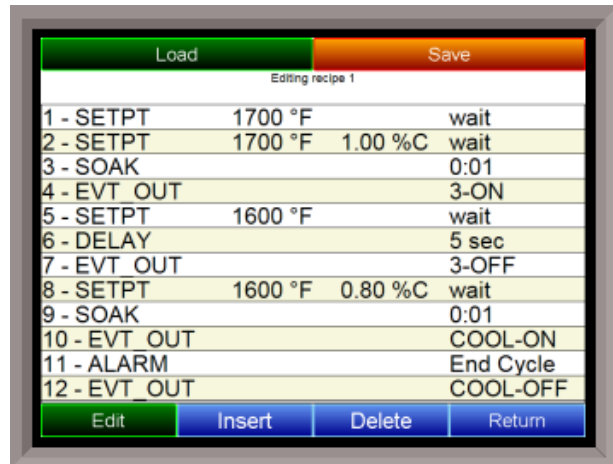 Load Save
Editing recipe 1
1 - SETPT 1700 °F wait
2 - SETPT 1700 °F 1.00 %C wait
3 - SOAK 0:01
4 - EVT_OUT 3-ON
5 - SETPT 1600 °F wait
6 - DELAY 5 sec
7 - EVT_OUT 3-OFF
8 - SETPT 1600 °F 0.80 %C wait
9 - SOAK 0:01
10 - EVT_OUT COOL-ON
11 - ALARM End Cycle
12 - EVT_OUT COOL-OFF
Edit Insert Delete Return